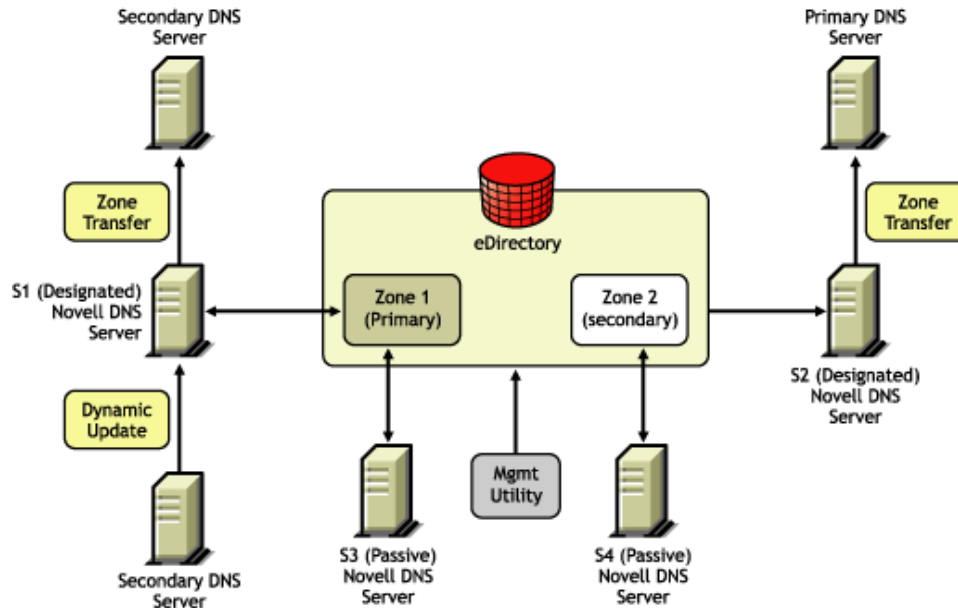 Secondary DNS
Server
Primary DNS
Server
Zone
Transfer
Zone
Transfer
eDirectory
S1 (Designated)
Novell DNS
Server
Zone 1
(Primary)
Zone 2
(secondary)
S2 (Designated)
Novell DNS
Server
Dynamic
Update
Mgmt
Utility
S3 (Passive)
Novell DNS
Server
S4 (Passive)
Novell DNS
Server
Secondary DNS
Server